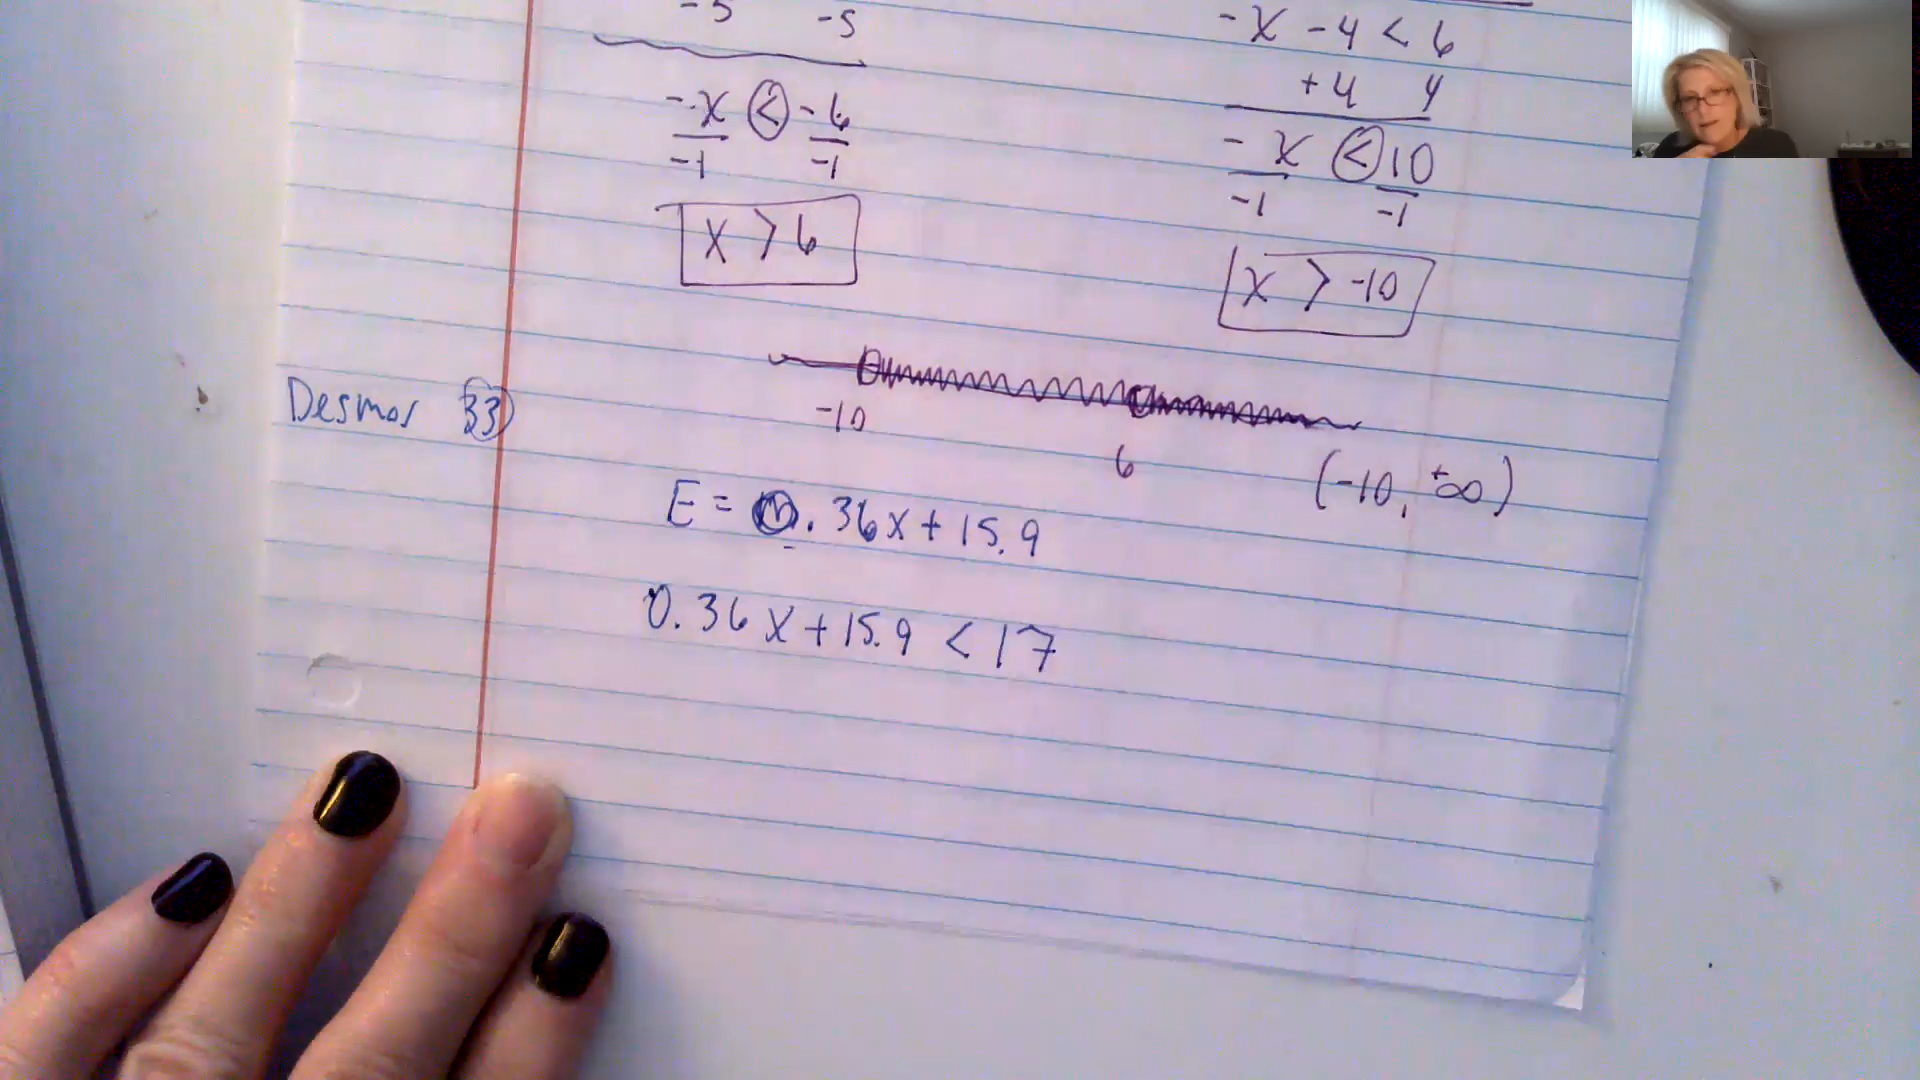 -5 -5
-x < -6
-1 -1
x > 6
-x -4 < 6
+4 4
-x < 10
-1 -1
x > -10
-10 6 (-10, +∞)
Desmos 33
E = 0.36x + 15.9
0.36x + 15.9 < 17